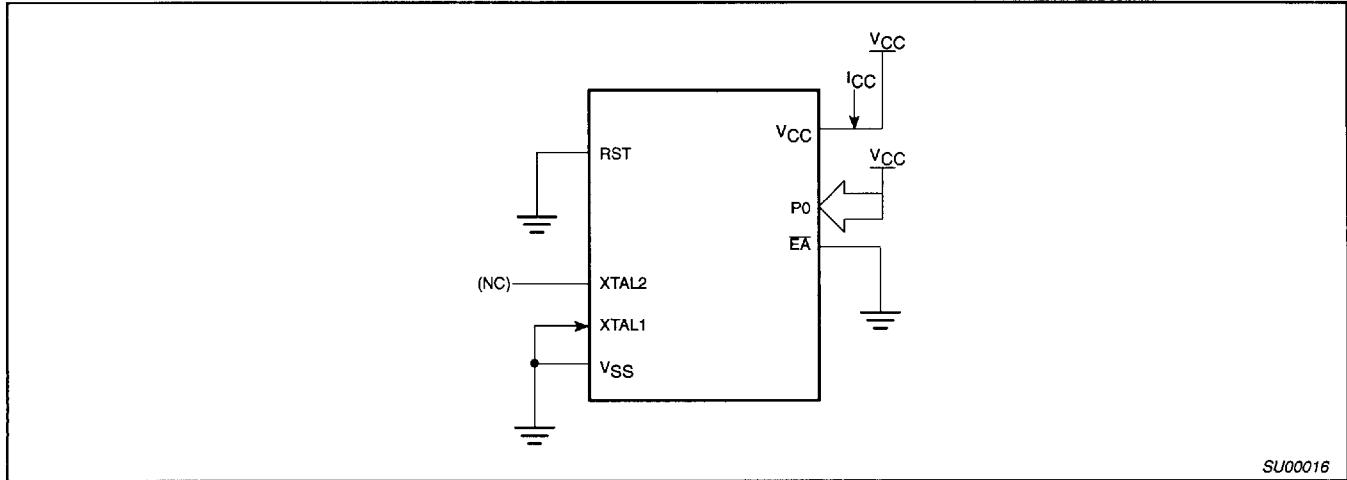 VCC
ICC
VCC
RST
VCC
P0
EA
(NC)
XTAL2
XTAL1
VSS
SU00016